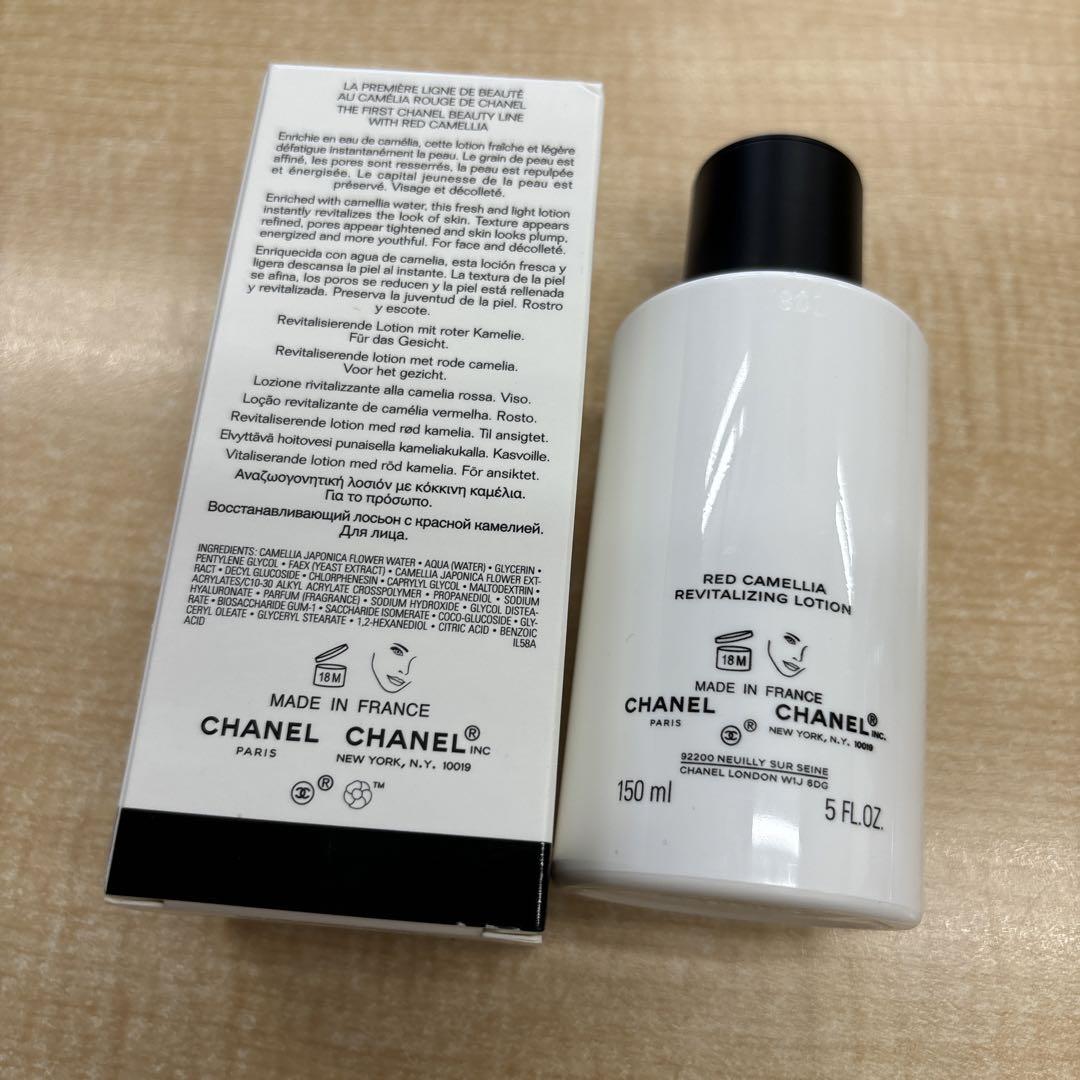 LA PREMIÈRE LIGNE DE BEAUTÉ
AU CAMÉLIA ROUGE DE CHANEL
THE FIRST CHANEL BEAUTY LINE
WITH RED CAMELLIA
Enrichie en eau de camélia, cette lotion fraîche et légère
défatigue instantanément la peau. Le grain de peau est
affiné, les pores sont resserrés, la peau est repulpée
et énergisée. Le capital jeunesse de la peau est
préservé. Visage et décolleté.
Enriched with camellia water, this fresh and light lotion
instantly revitalizes the look of skin. Texture appears
refined, pores appear tightened and skin looks plump,
energized and more youthful. For face and décolleté.
Enriquecida con agua de camelia, esta loción fresca y
ligera descansa la piel al instante. La textura de la piel
se afina, los poros se reducen y la piel está rellenada
y revitalizada. Preserva la juventud de la piel. Rostro
y escote.
Revitalisierende Lotion mit roter Kamelie.
Für das Gesicht.
Revitaliserende lotion met rode camelia.
Voor het gezicht.
Lozione rivitalizzante alla camelia rossa. Viso.
Loção revitalizante de camélia vermelha. Rosto.
Revitaliserende lotion med rød kamelia. Til ansigtet.
Elvyttävä hoitovesi punaisella kameliakukalla. Kasvoille.
Vitaliserande lotion med röd kamelia. För ansiktet.
Αναζωογονητική λοσιόν με κόκκινη καμέλια.
Για το πρόσωπο.
Восстанавливающий лосьон с красной камелией.
Для лица.
INGREDIENTS: CAMELLIA JAPONICA FLOWER WATER • AQUA (WATER) • GLYCERIN •
PENTYLENE GLYCOL • FAEX (YEAST EXTRACT) • CAMELLIA JAPONICA FLOWER EXT-
RACT • DECYL GLUCOSIDE • CHLORPHENESIN • CAPRYLYL GLYCOL • MALTODEXTRIN •
ACRYLATES/C10-30 ALKYL ACRYLATE CROSSPOLYMER • PROPANEDIOL • SODIUM
HYALURONATE • PARFUM (FRAGRANCE) • SODIUM HYDROXIDE • GLYCOL DISTEA-
RATE • BIOSACCHARIDE GUM-1 • SACCHARIDE ISOMERATE • COCO-GLUCOSIDE • GLY-
CERYL OLEATE • GLYCERYL STEARATE • 1,2-HEXANEDIOL • CITRIC ACID • BENZOIC
ACID
IL58A
18M
MADE IN FRANCE
CHANEL CHANEL® INC
PARIS NEW YORK, N.Y. 10019
® ™
RED CAMELLIA
REVITALIZING LOTION
18M
MADE IN FRANCE
CHANEL CHANEL® INC.
PARIS ® NEW YORK, N.Y. 10019
92200 NEUILLY SUR SEINE
CHANEL LONDON W1J 6DG
150 ml 5 FL.OZ.